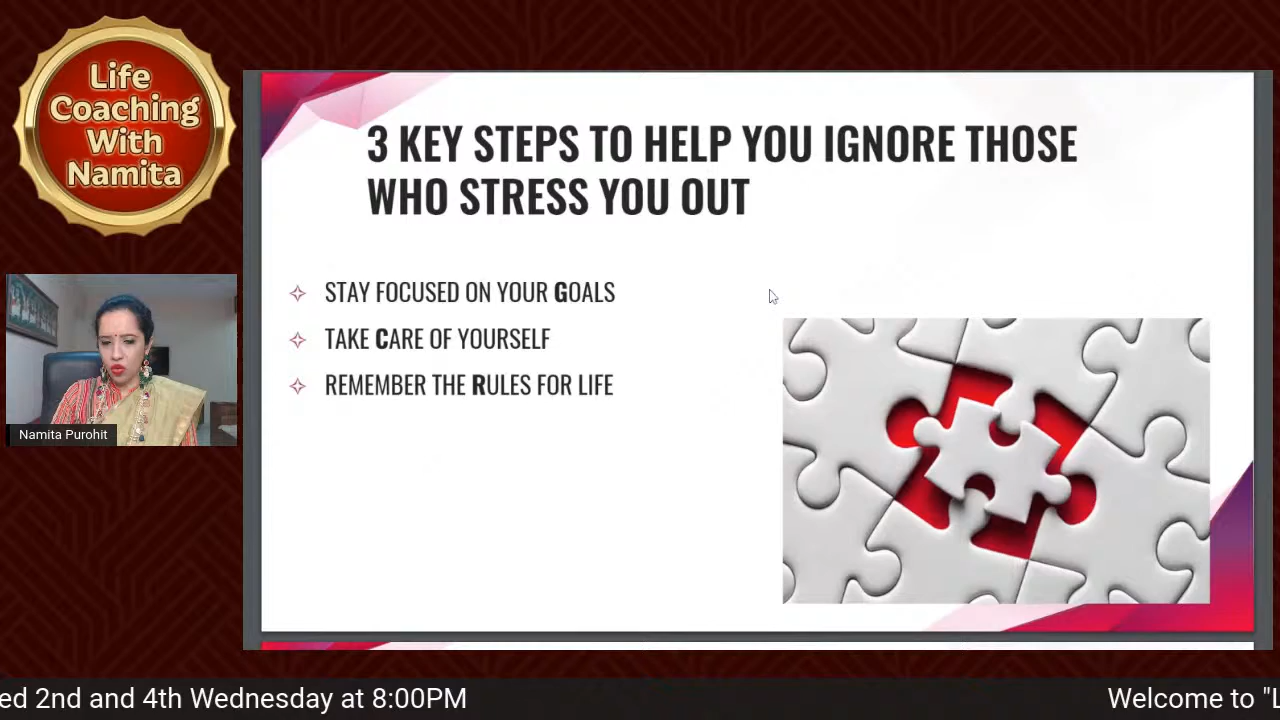 Life
Coaching
With
Namita
3 KEY STEPS TO HELP YOU IGNORE THOSE
WHO STRESS YOU OUT
STAY FOCUSED ON YOUR GOALS
TAKE CARE OF YOURSELF
REMEMBER THE RULES FOR LIFE
Namita Purohit
ed 2nd and 4th Wednesday at 8:00PM
Welcome to "L